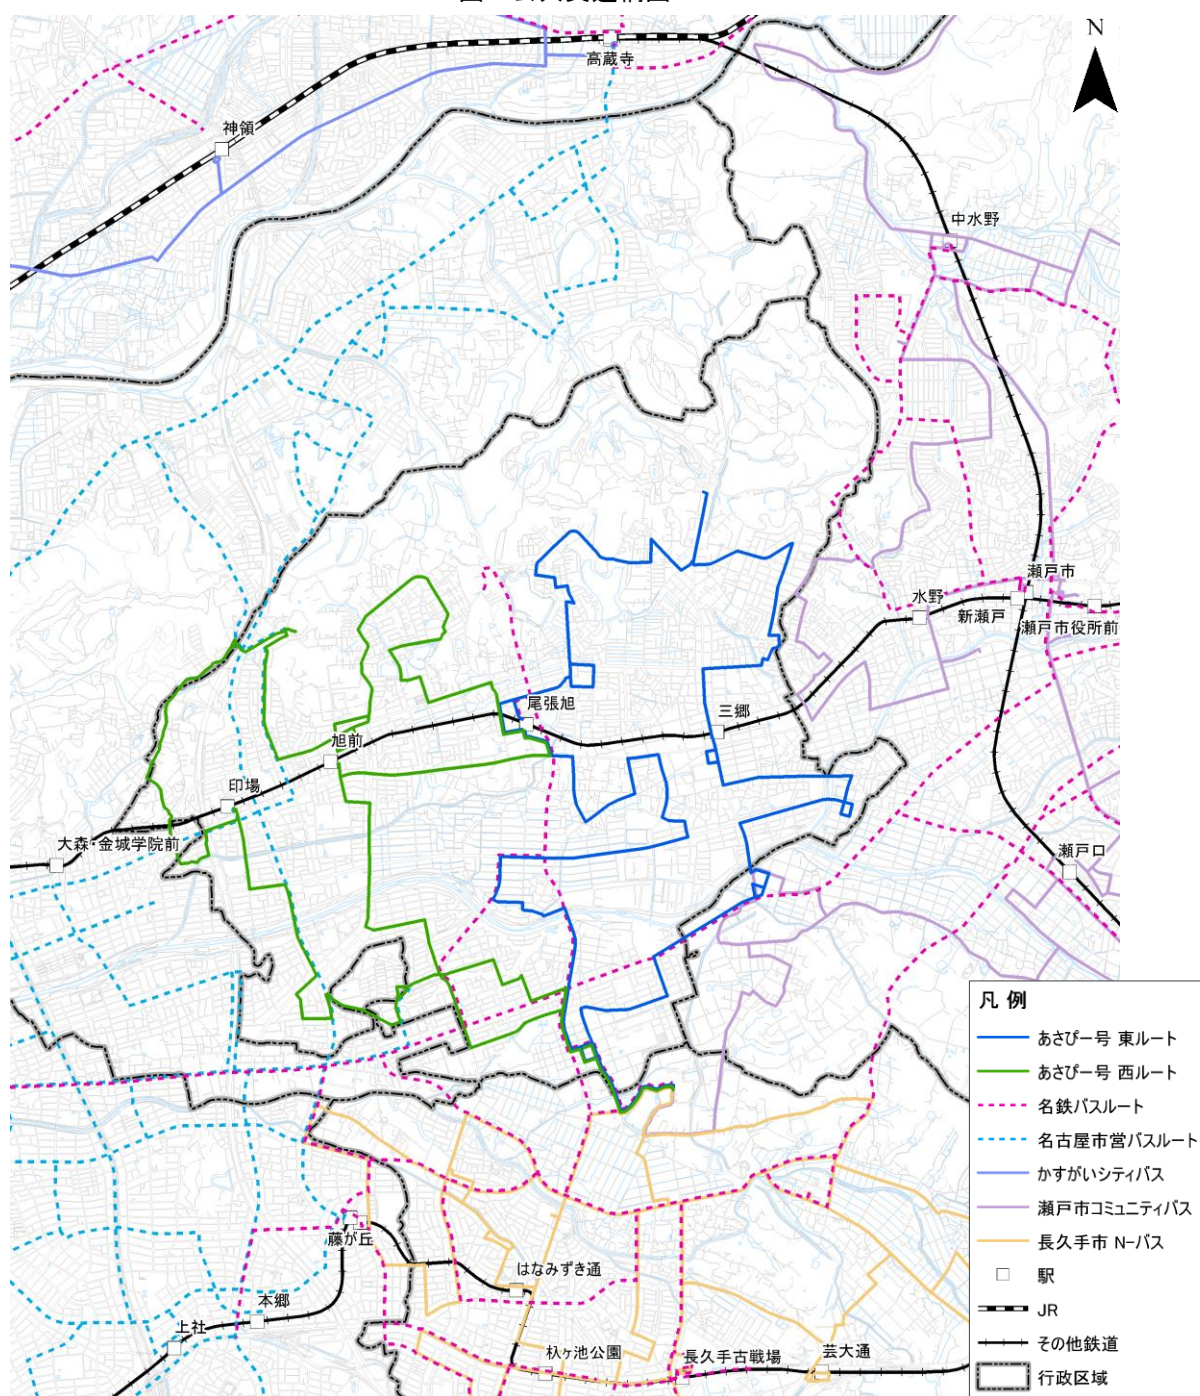 N
高蔵寺
神領
中水野
瀬戸市
水野
新瀬戸
瀬戸市役所前
尾張旭
三郷
旭前
印場
大森・金城学院前
瀬戸口
藤が丘
はなみずき通
本郷
上社
杁ヶ池公園
長久手古戦場
芸大通
凡 例
あさぴー号 東ルート
あさぴー号 西ルート
名鉄バスルート
名古屋市営バスルート
かすがいシティバス
瀬戸市コミュニティバス
長久手市 N-バス
駅
JR
その他鉄道
行政区域